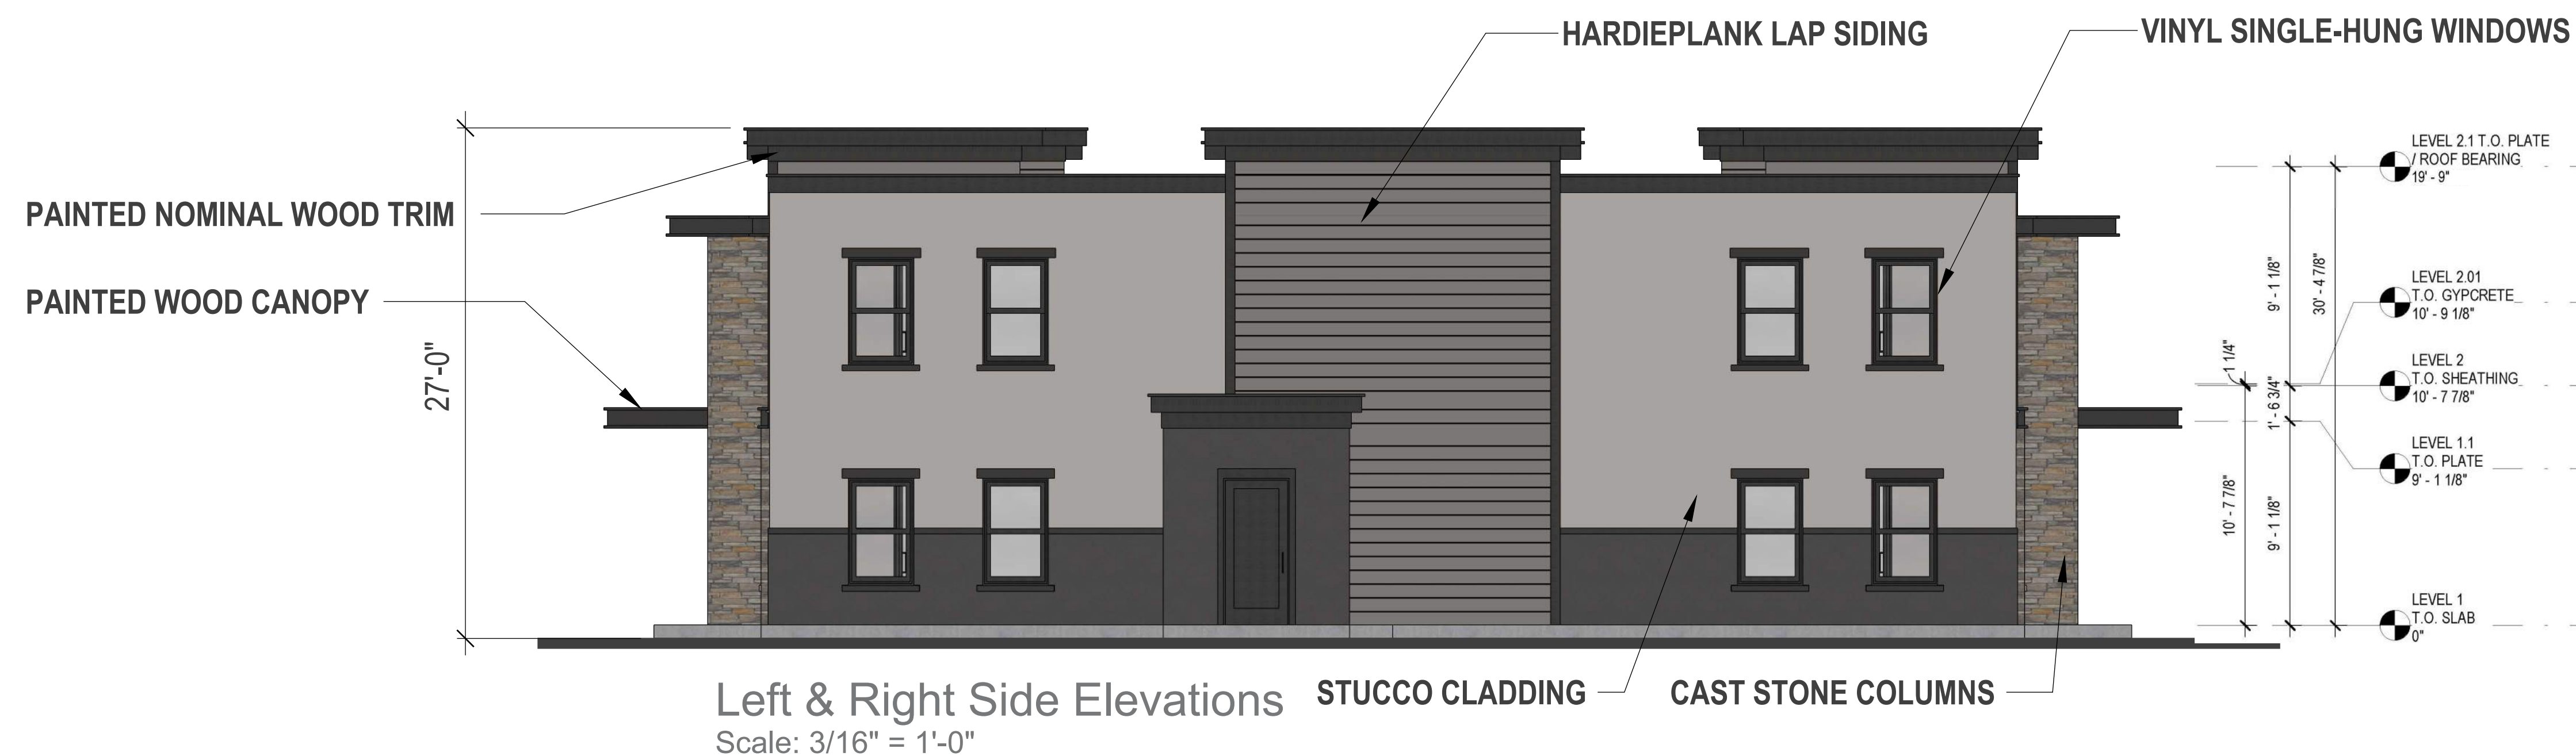 HARDIEPLANK LAP SIDING
VINYL SINGLE-HUNG WINDOWS
PAINTED NOMINAL WOOD TRIM
PAINTED WOOD CANOPY
27'-0"
LEVEL 2.1 T.O. PLATE
/ ROOF BEARING
19' - 9"
LEVEL 2.01
T.O. GYPCRETE
10' - 9 1/8"
LEVEL 2
T.O. SHEATHING
10' - 7 7/8"
LEVEL 1.1
T.O. PLATE
9' - 1 1/8"
LEVEL 1
T.O. SLAB
0"
9' - 1 1/8"
30' - 4 7/8"
1 1/4"
1' - 6 3/4"
10' - 7 7/8"
9' - 1 1/8"
STUCCO CLADDING
CAST STONE COLUMNS
Left & Right Side Elevations
Scale: 3/16" = 1'-0"